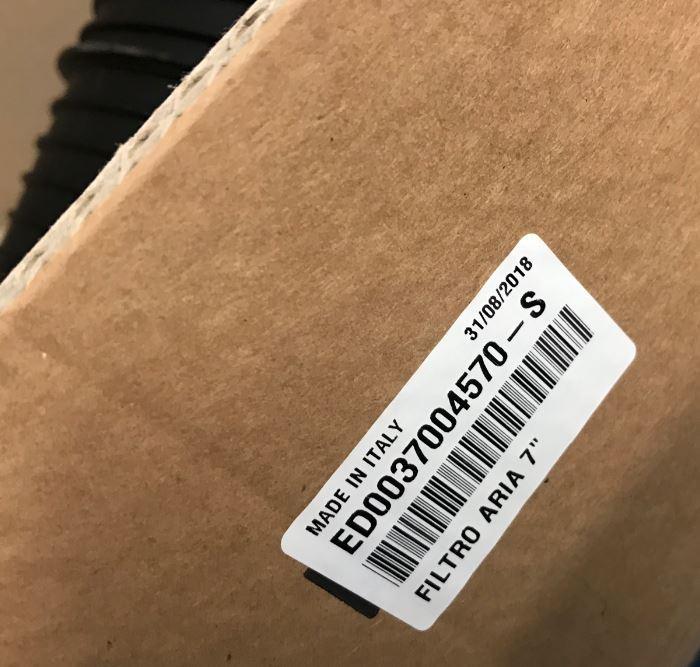 MADE IN ITALY 31/08/2018
ED0037004570 - S
FILTRO ARIA 7"